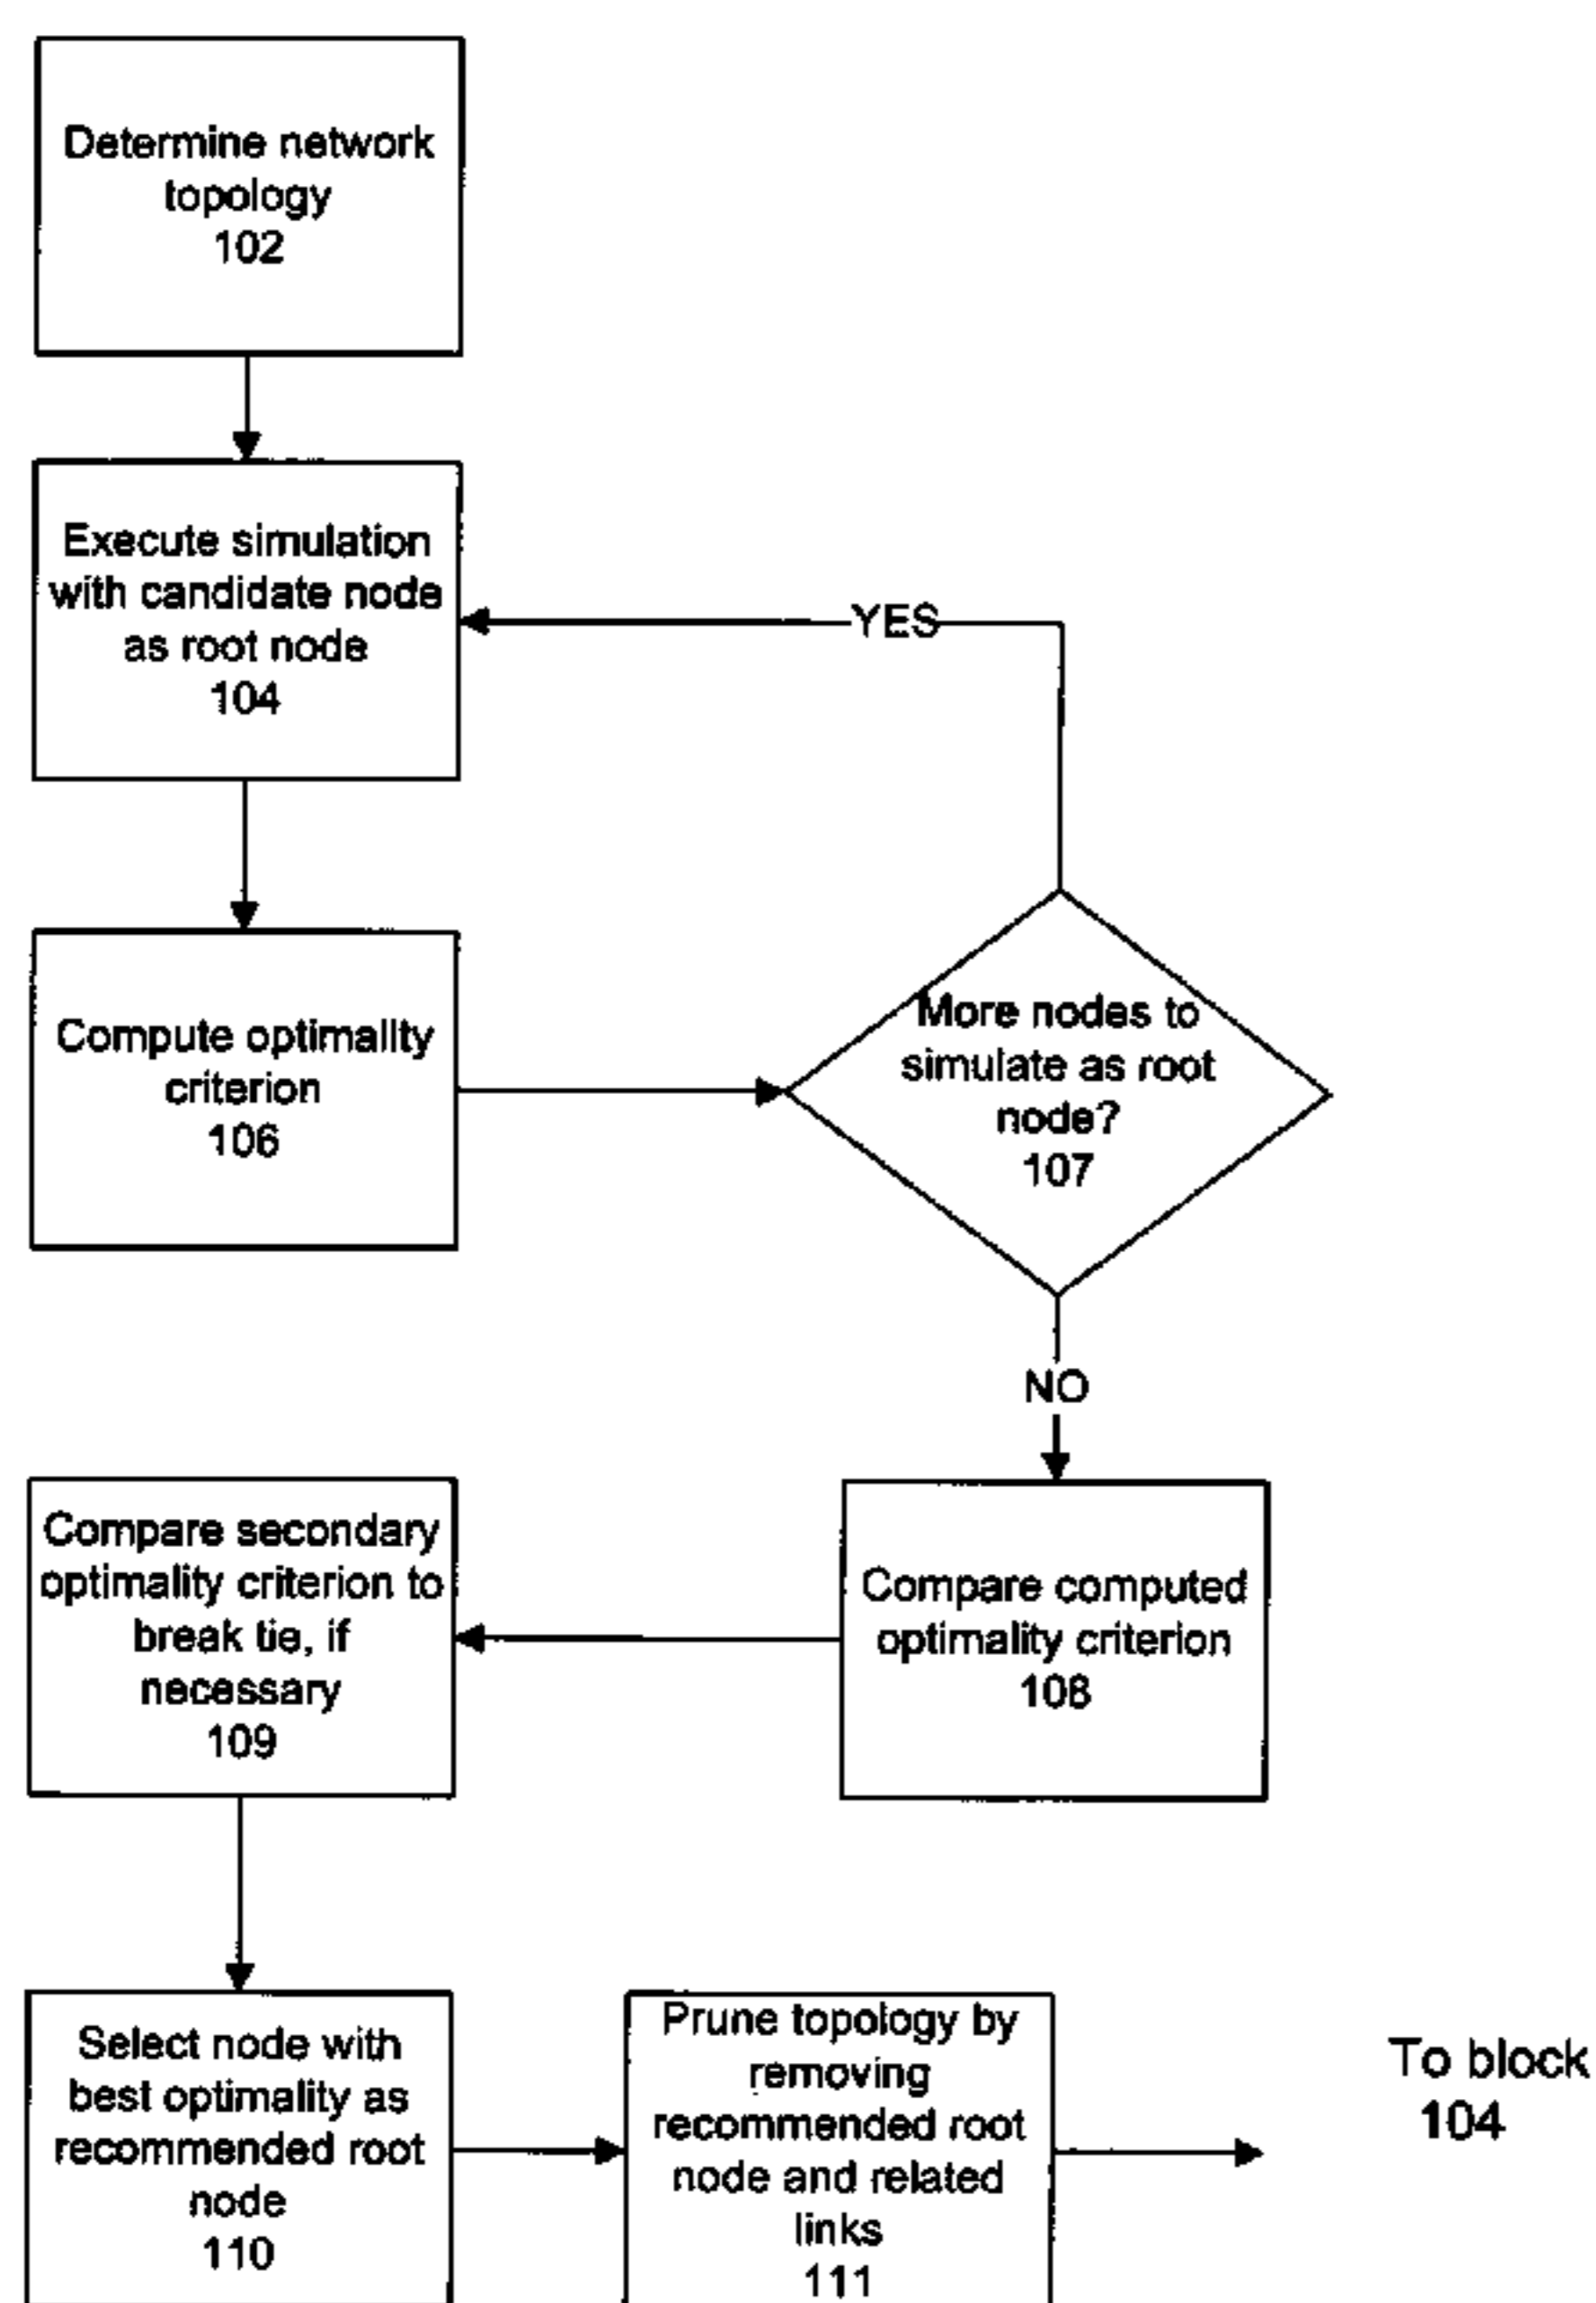 Determine network
topology
102
Execute simulation
with candidate node
as root node
104
YES
Compute optimality
criterion
106
More nodes to
simulate as root
node?
107
NO
Compare secondary
optimality criterion to
break tie, if
necessary
109
Compare computed
optimality criterion
108
Select node with
best optimality as
recommended root
node
110
Prune topology by
removing
recommended root
node and related
links
111
To block
104